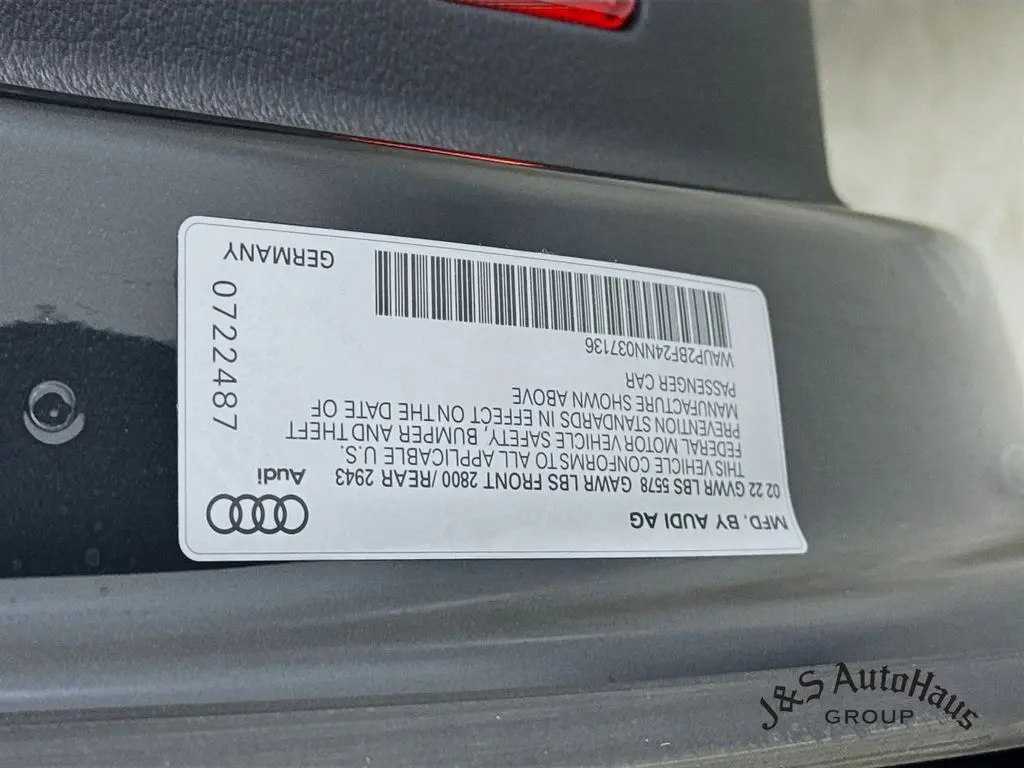 MFD. BY AUDI AG
02 22 GVWR LBS 5578 GAWR LBS FRONT 2800 /REAR 2943
THIS VEHICLE CONFORMS TO ALL APPLICABLE U.S.
FEDERAL MOTOR VEHICLE SAFETY, BUMPER AND THEFT
PREVENTION STANDARDS IN EFFECT ON THE DATE OF
MANUFACTURE SHOWN ABOVE
PASSENGER CAR
WAUP2BF24NN037136
Audi
0722487
GERMANY
J&S AUTOHAUS
GROUP